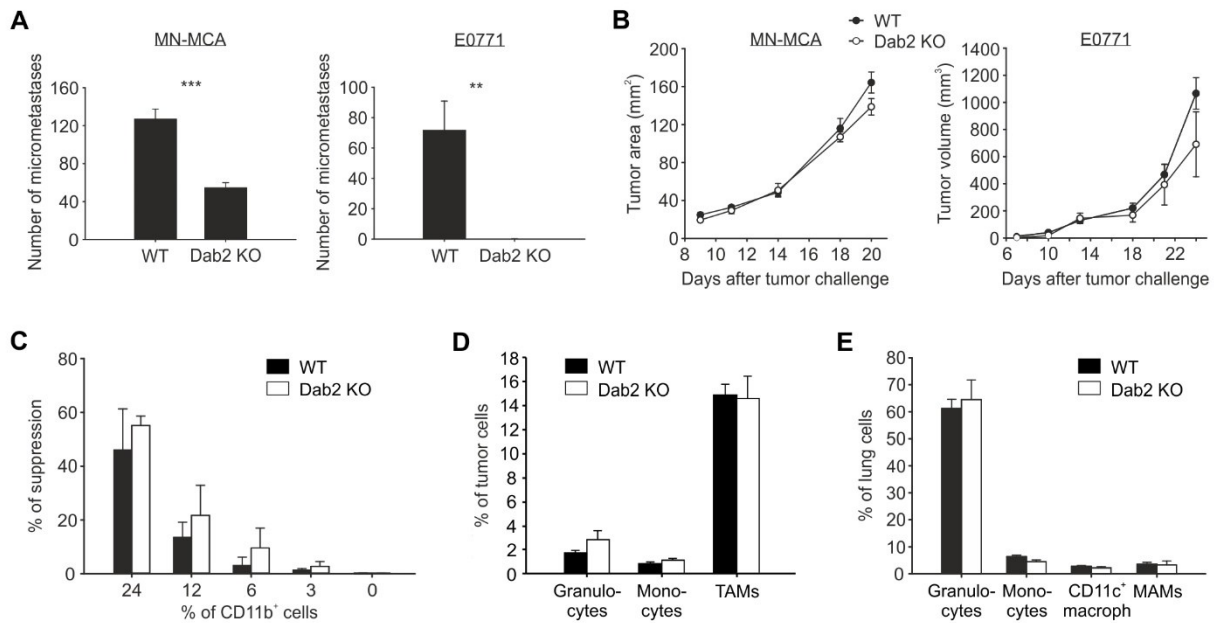 A
MN-MCA
E0771
Number of micrometastases
160
120
80
40
0
***
WT Dab2 KO
Number of micrometastases
100
80
60
40
20
0
**
WT Dab2 KO
B
WT
Dab2 KO
MN-MCA
E0771
Tumor area (mm²)
200
160
120
80
40
0
8 10 12 14 16 18 20
Days after tumor challenge
Tumor volume (mm³)
1400
1200
1000
800
600
400
200
0
6 10 14 18 22
Days after tumor challenge
C
WT
Dab2 KO
% of suppression
80
60
40
20
0
24 12 6 3 0
% of CD11b⁺ cells
D
WT
Dab2 KO
% of tumor cells
18
16
14
12
10
8
6
4
2
0
Granulo-
cytes
Mono-
cytes
TAMs
E
WT
Dab2 KO
% of lung cells
80
70
60
50
40
30
20
10
0
Granulo-
cytes
Mono-
cytes
CD11c⁺
macroph
MAMs